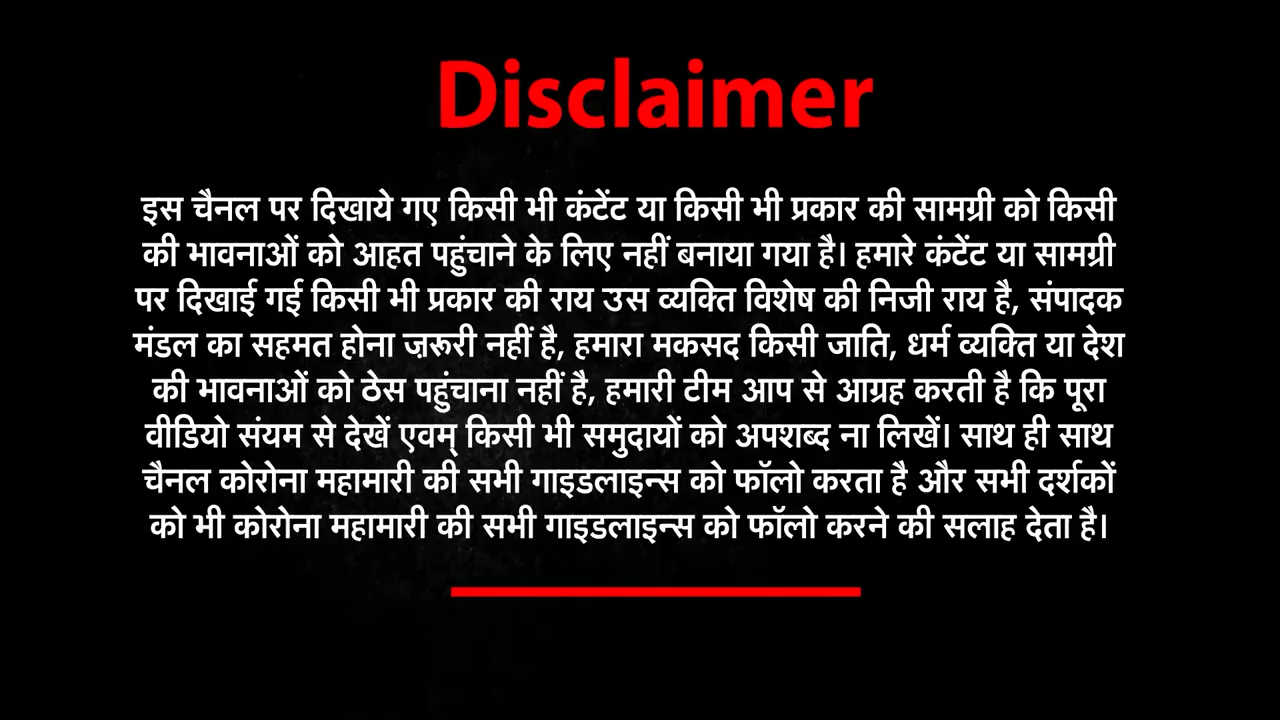 Disclaimer
इस चैनल पर दिखाये गए किसी भी कंटेंट या किसी भी प्रकार की सामग्री को किसी
की भावनाओं को आहत पहुंचाने के लिए नहीं बनाया गया है। हमारे कंटेंट या सामग्री
पर दिखाई गई किसी भी प्रकार की राय उस व्यक्ति विशेष की निजी राय है, संपादक
मंडल का सहमत होना ज़रूरी नहीं है, हमारा मकसद किसी जाति, धर्म व्यक्ति या देश
की भावनाओं को ठेस पहुंचाना नहीं है, हमारी टीम आप से आग्रह करती है कि पूरा
वीडियो संयम से देखें एवम् किसी भी समुदायों को अपशब्द ना लिखें। साथ ही साथ
चैनल कोरोना महामारी की सभी गाइडलाइन्स को फॉलो करता है और सभी दर्शकों
को भी कोरोना महामारी की सभी गाइडलाइन्स को फॉलो करने की सलाह देता है।